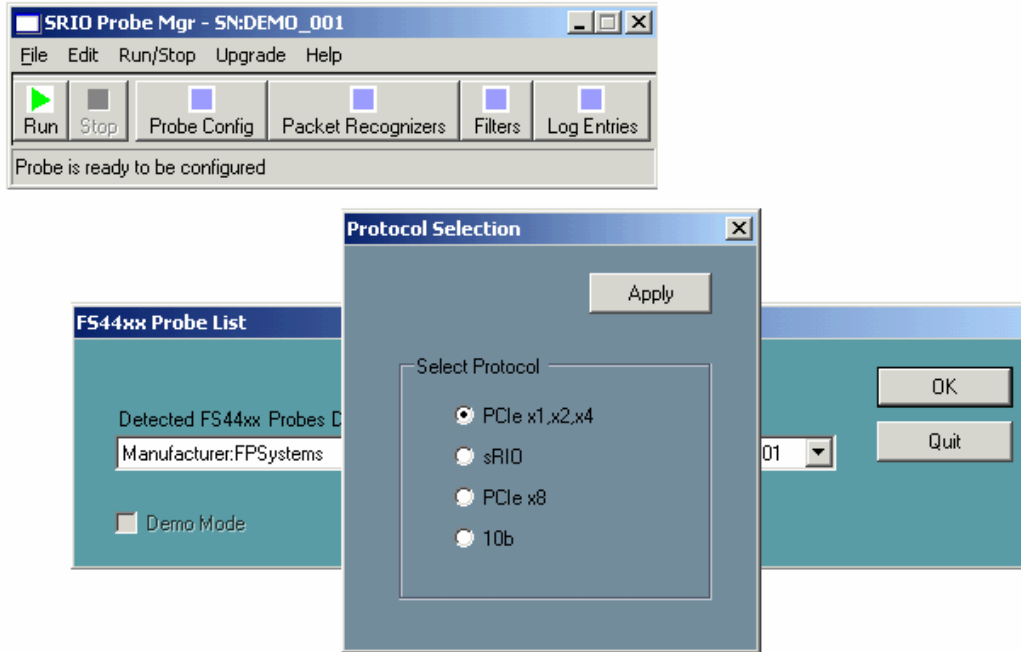 SRIO Probe Mgr - SN:DEMO_001
File Edit Run/Stop Upgrade Help
Run Stop Probe Config Packet Recognizers Filters Log Entries
Probe is ready to be configured
Protocol Selection
Apply
Select Protocol
PCIe x1,x2,x4
sRIO
PCIe x8
10b
FS44xx Probe List
Detected FS44xx Probes D
Manufacturer:FPSystems
01
Demo Mode
OK
Quit